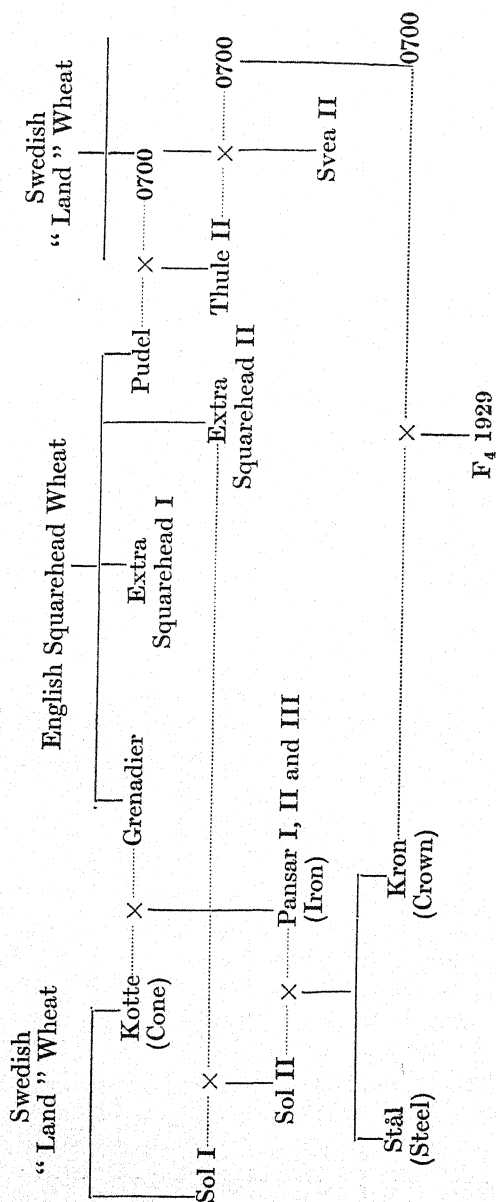 Swedish
“ Land ” Wheat
English Squarehead Wheat
Swedish
“ Land ” Wheat
Kotte
(Cone)
×
Grenadier
Extra
Squarehead I
Pudel
×
0700
Sol I
×
Extra
Squarehead II
Thule II
×
0700
Sol II
×
Pansar I, II and III
(Iron)
Svea II
Stål
(Steel)
Kron
(Crown)
×
0700
F₄ 1929